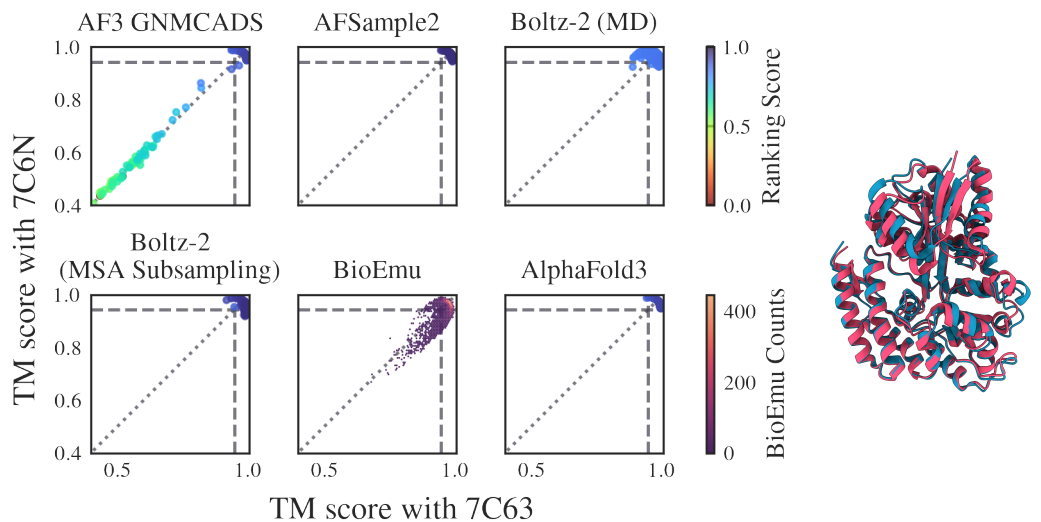 AF3 GNMCADS
AFSample2
Boltz-2 (MD)
1.0
0.8
0.6
0.4
1.0
0.5
0.0
Ranking Score
TM score with 7C6N
Boltz-2
(MSA Subsampling)
BioEmu
AlphaFold3
1.0
0.8
0.6
0.4
0.5
1.0
0.5
1.0
0.5
1.0
400
200
0
BioEmu Counts
TM score with 7C63